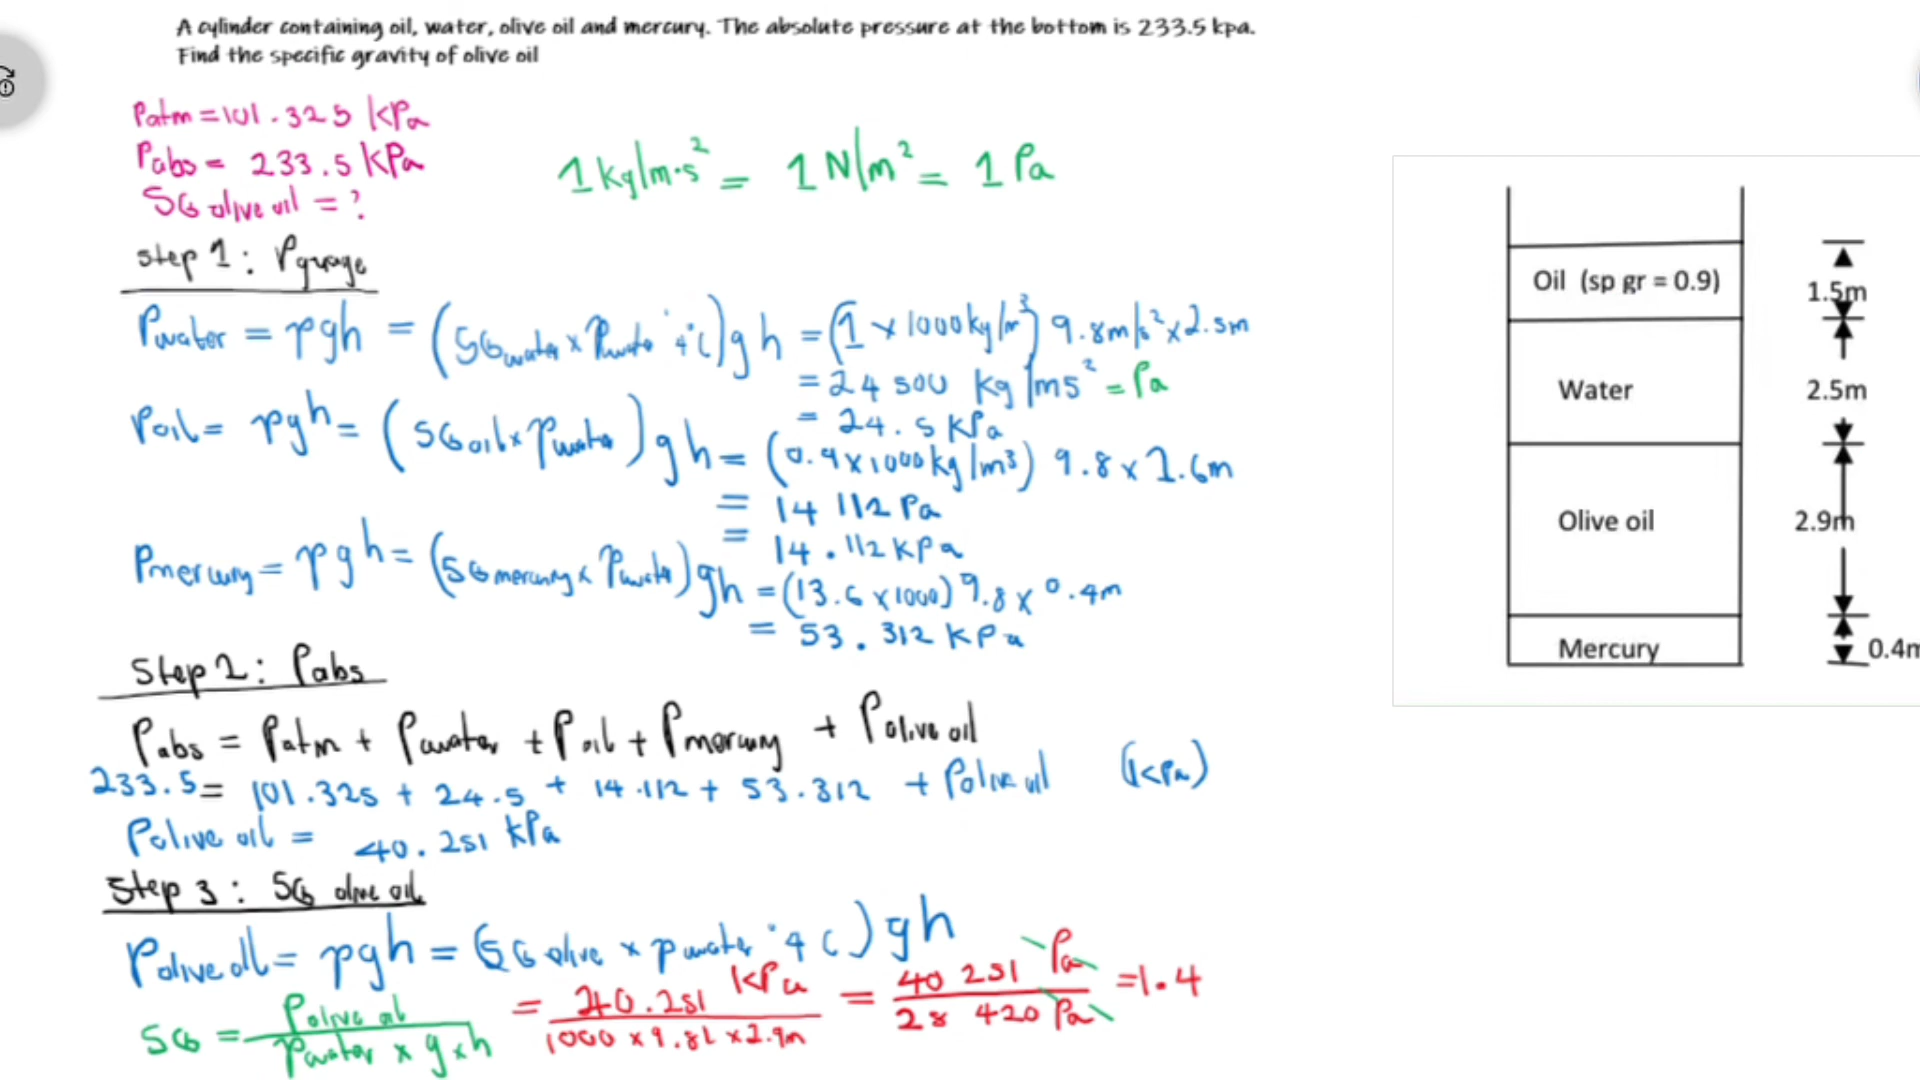 A cylinder containing oil, water, olive oil and mercury. The absolute pressure at the bottom is 233.5 kpa.
Find the specific gravity of olive oil
Patm = 101.325 kPa
Pabs = 233.5 kPa
SG olive oil = ?
1 kg/m·s² = 1 N/m² = 1 Pa
Step 1: Pguage
Pwater = ρgh = (SGwater × ρwater 4°C) g h = (1 × 1000 kg/m³) 9.8 m/s² × 2.5m
= 24 500 kg/ms² = Pa
= 24.5 kPa
Poil = ρgh = (SG oil × ρwater) g h = (0.9 × 1000 kg/m³) 9.8 × 1.6m
= 14 112 Pa
= 14.112 kPa
Pmercury = ρgh = (SG mercury × ρwater) gh = (13.6 × 1000) 9.8 × 0.4m
= 53.312 kPa
Step 2: Pabs
Pabs = Patm + Pwater + Poil + Pmercury + Polive oil
233.5 = 101.325 + 24.5 + 14.112 + 53.312 + Polive oil (kPa)
Polive oil = 40.251 kPa
Step 3: SG olive oil
Polive oil = ρgh = (SG olive × ρwater 4°C) gh
SG = Polive oil / ρwater × g × h = 40.251 kPa / 1000 × 9.81 × 2.9m = 40 251 Pa / 28 420 Pa = 1.4
Oil (sp gr = 0.9)
1.5m
Water
2.5m
Olive oil
2.9m
Mercury
0.4m